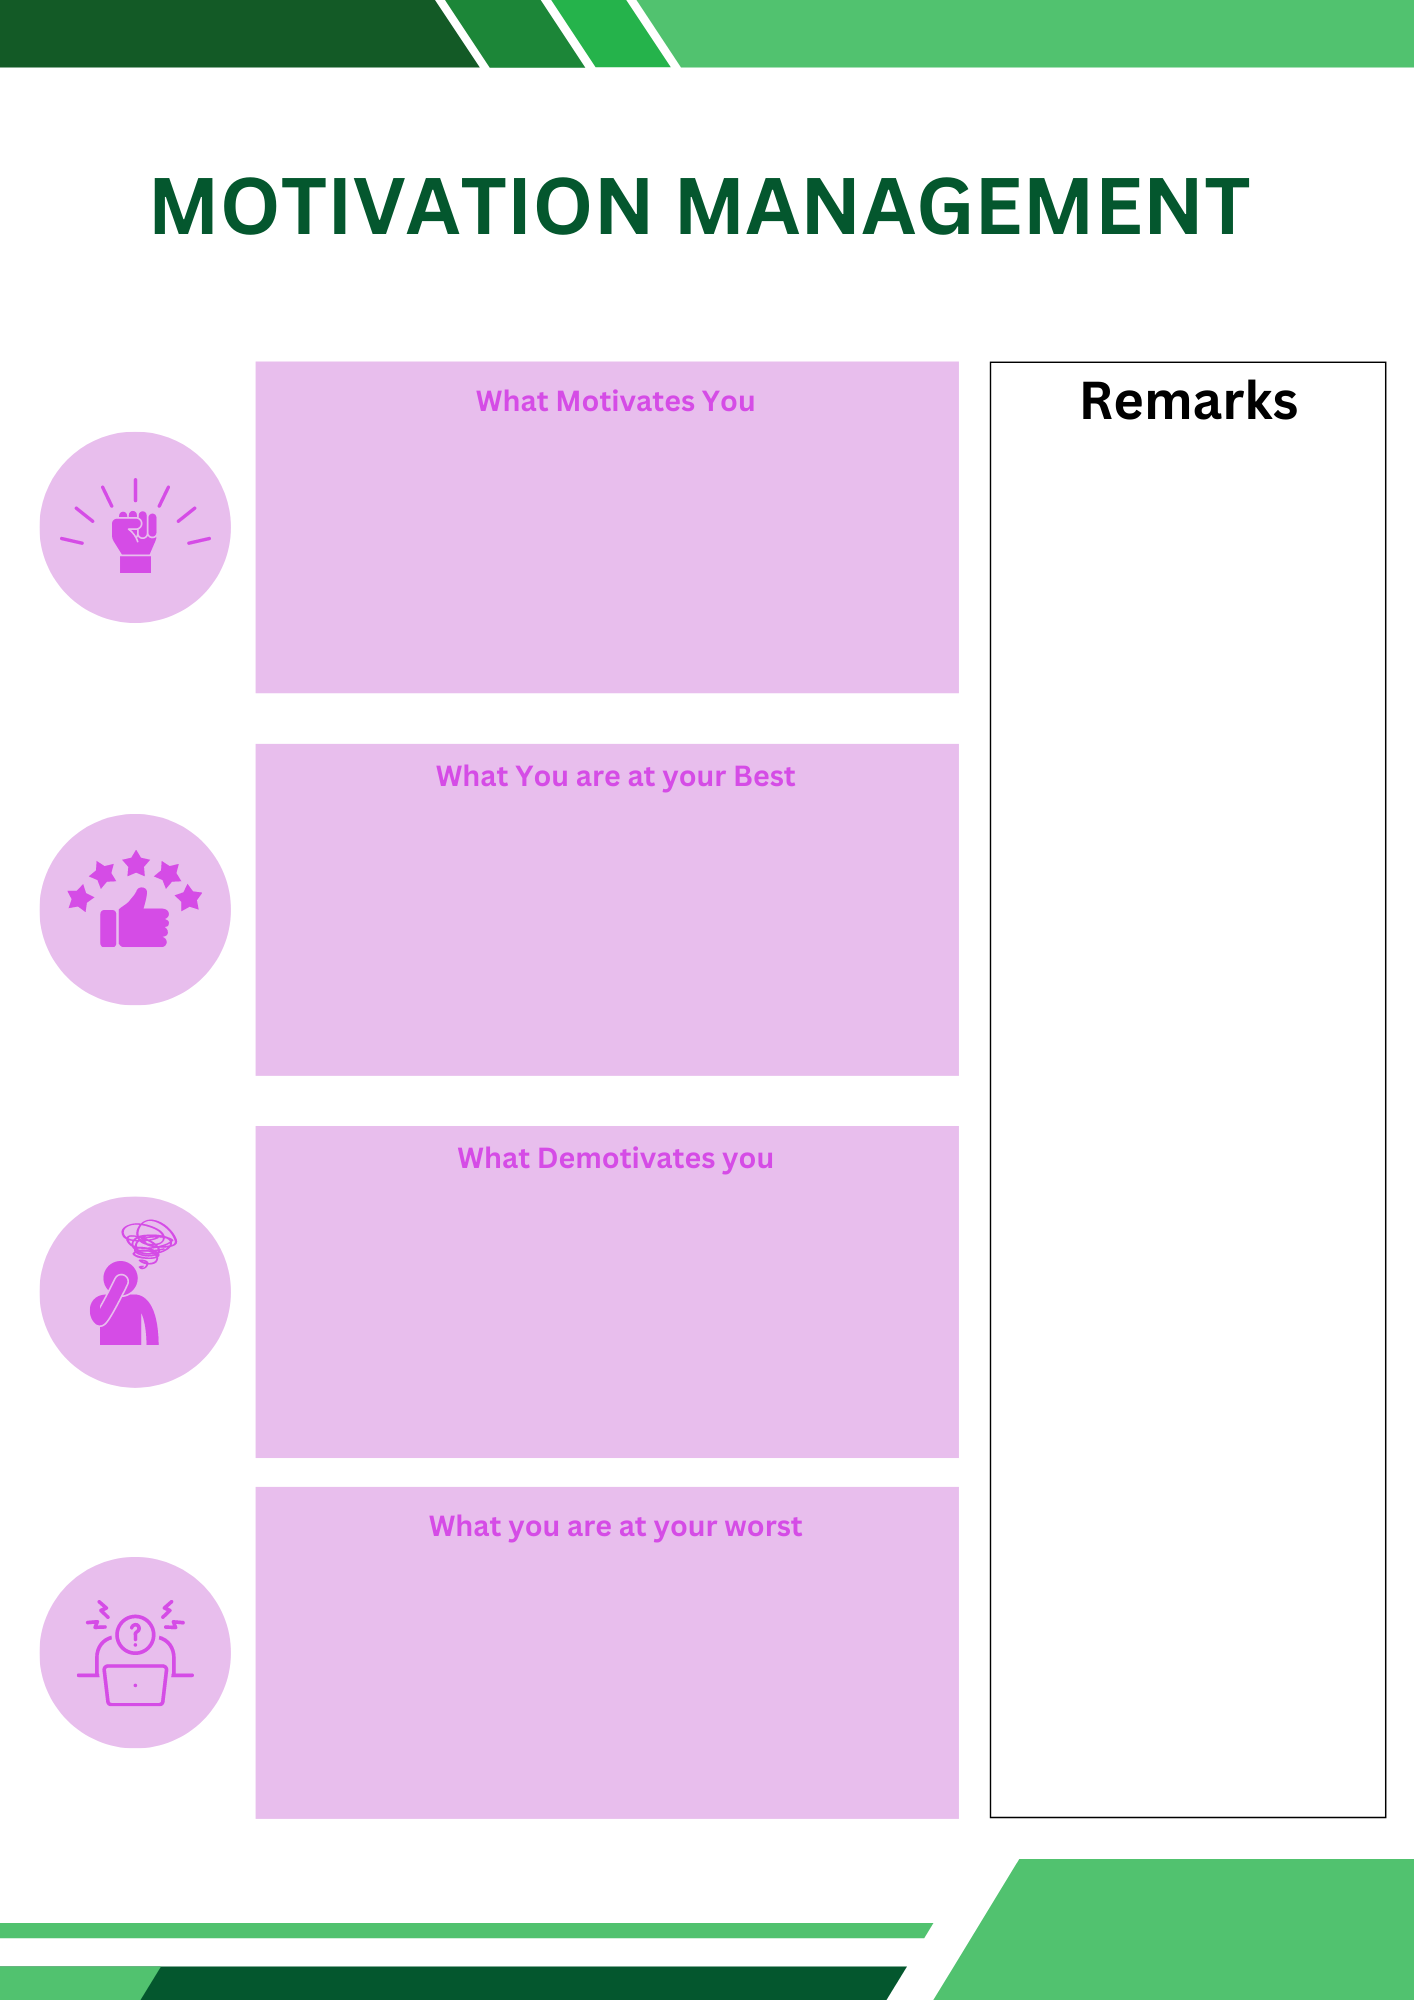 MOTIVATION MANAGEMENT
What Motivates You
Remarks
What You are at your Best
What Demotivates you
What you are at your worst
?